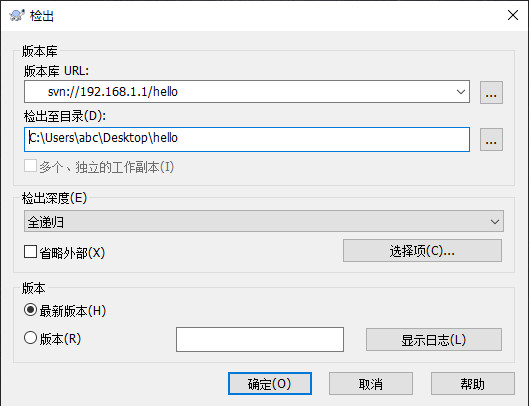 检出
版本库
版本库 URL:
svn://192.168.1.1/hello
...
检出至目录(D):
C:\Users\abc\Desktop\hello
...
多个、独立的工作副本(I)
检出深度(E)
全递归
省略外部(X)
选择项(C)...
版本
最新版本(H)
版本(R)
显示日志(L)
确定(O)
取消
帮助